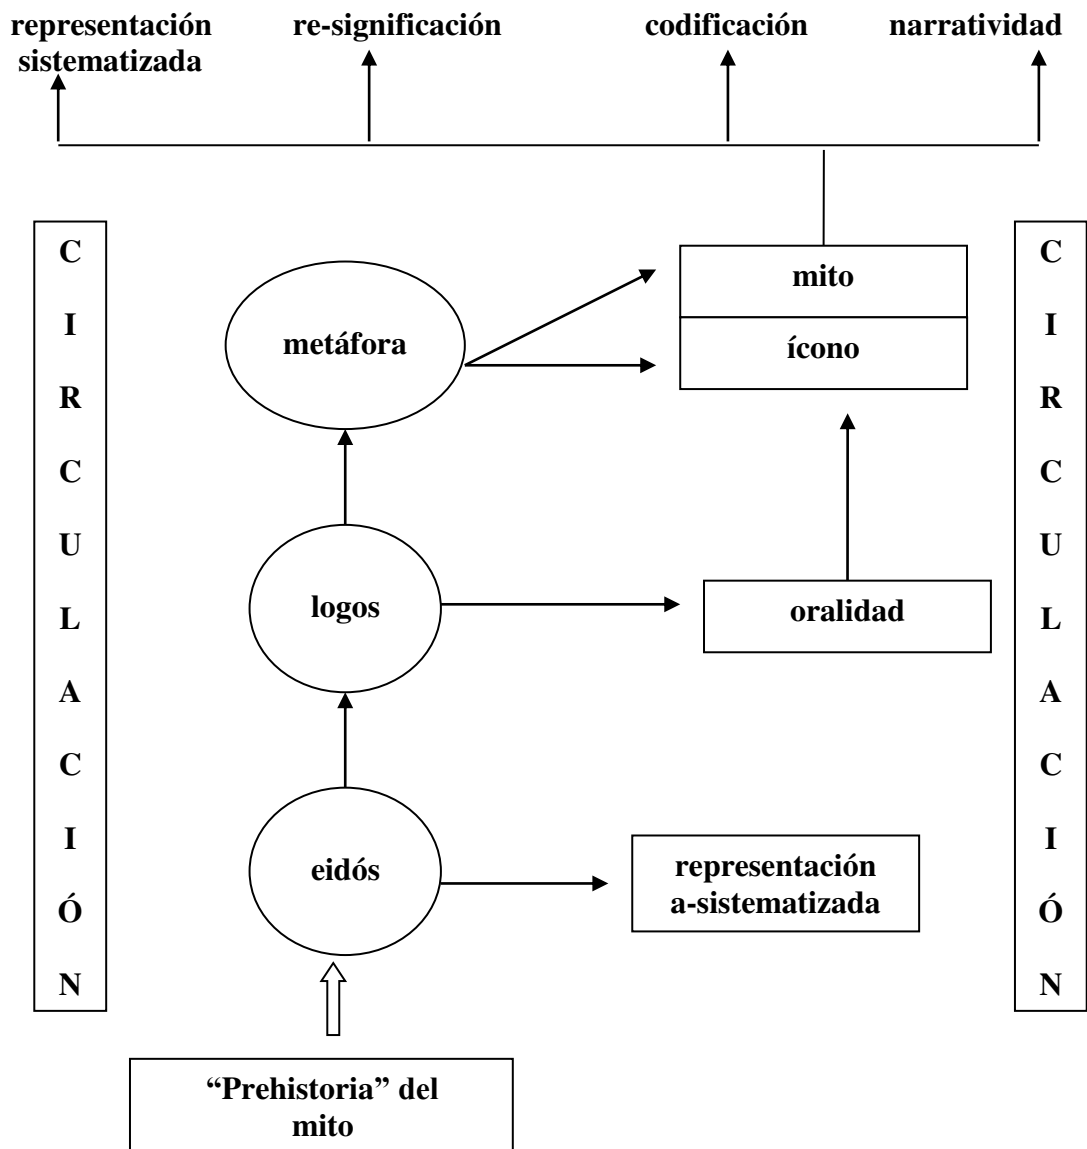 representación
sistematizada
re-significación
codificación
narratividad
C
I
R
C
U
L
A
C
I
Ó
N
metáfora
mito
ícono
logos
oralidad
eidós
representación
a-sistematizada
“Prehistoria” del
mito
C
I
R
C
U
L
A
C
I
Ó
N